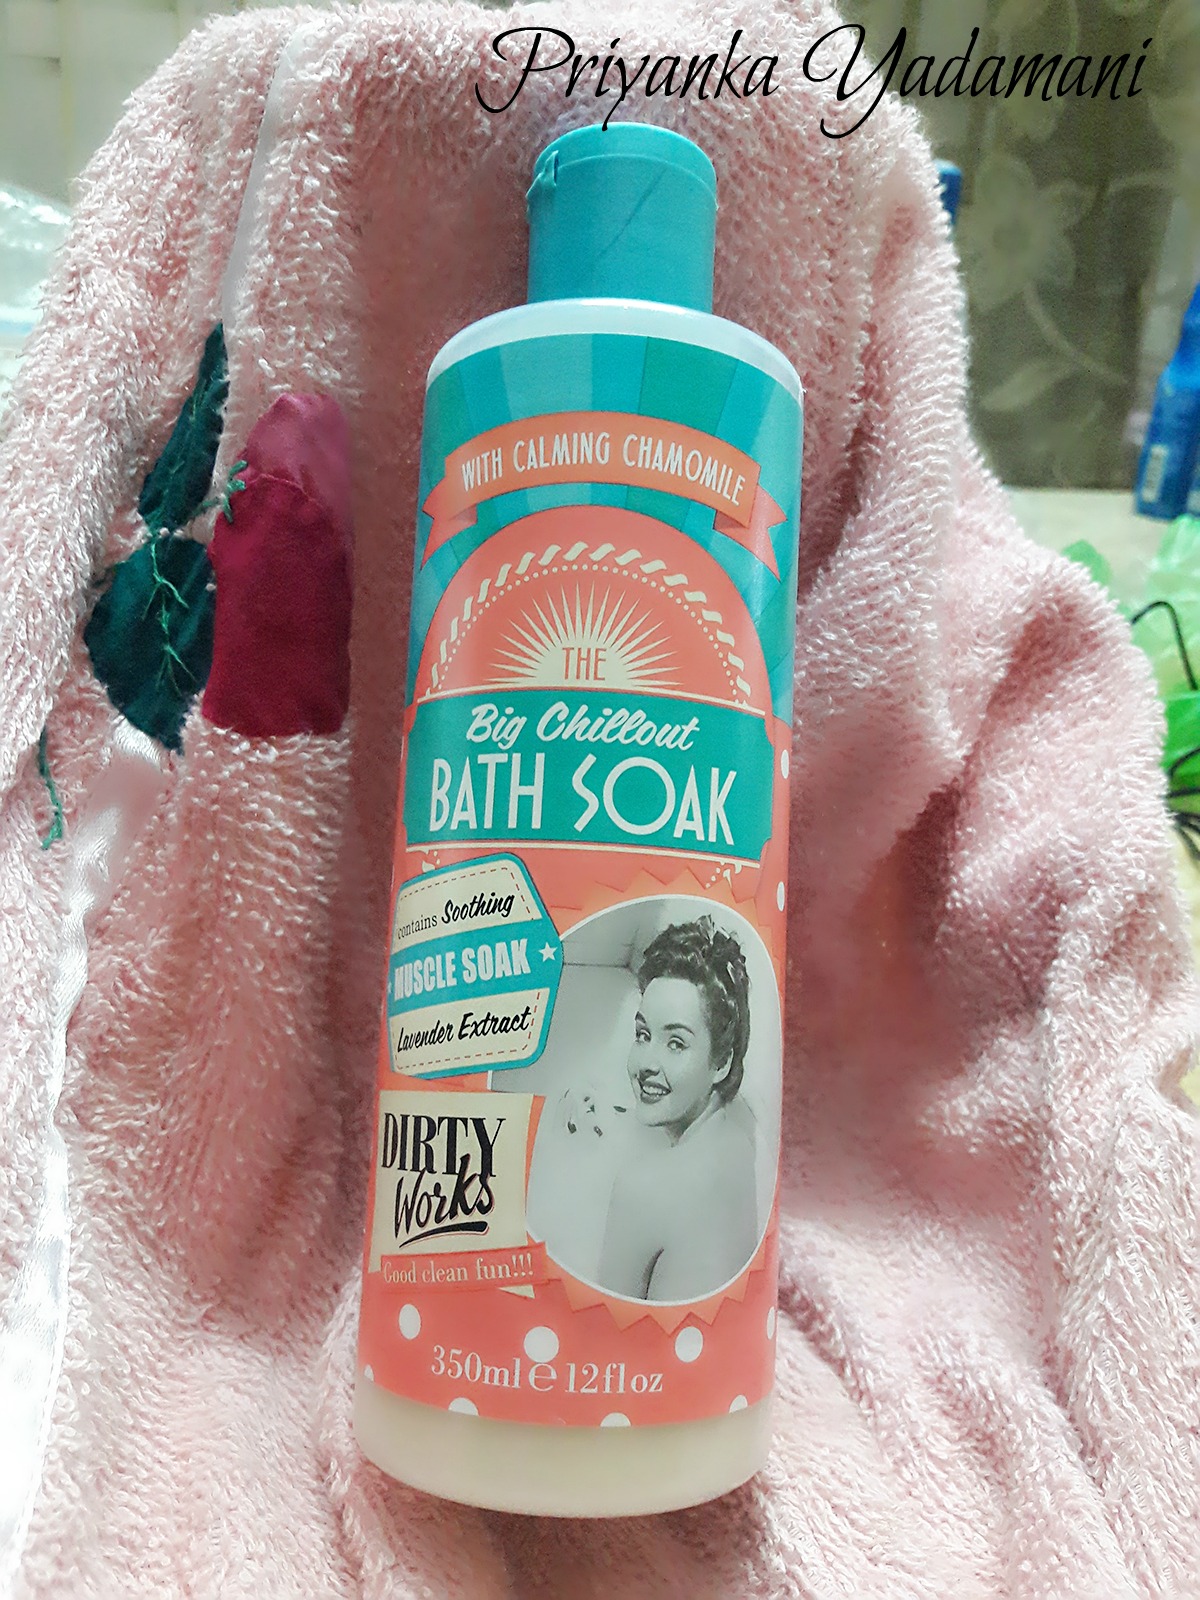 Priyanka Yadamani
WITH CALMING CHAMOMILE
THE
Big Chillout
BATH SOAK
contains Soothing
MUSCLE SOAK
Lavender Extract
DIRTY
Works
Good clean fun!!!
350ml ℮ 12fl oz